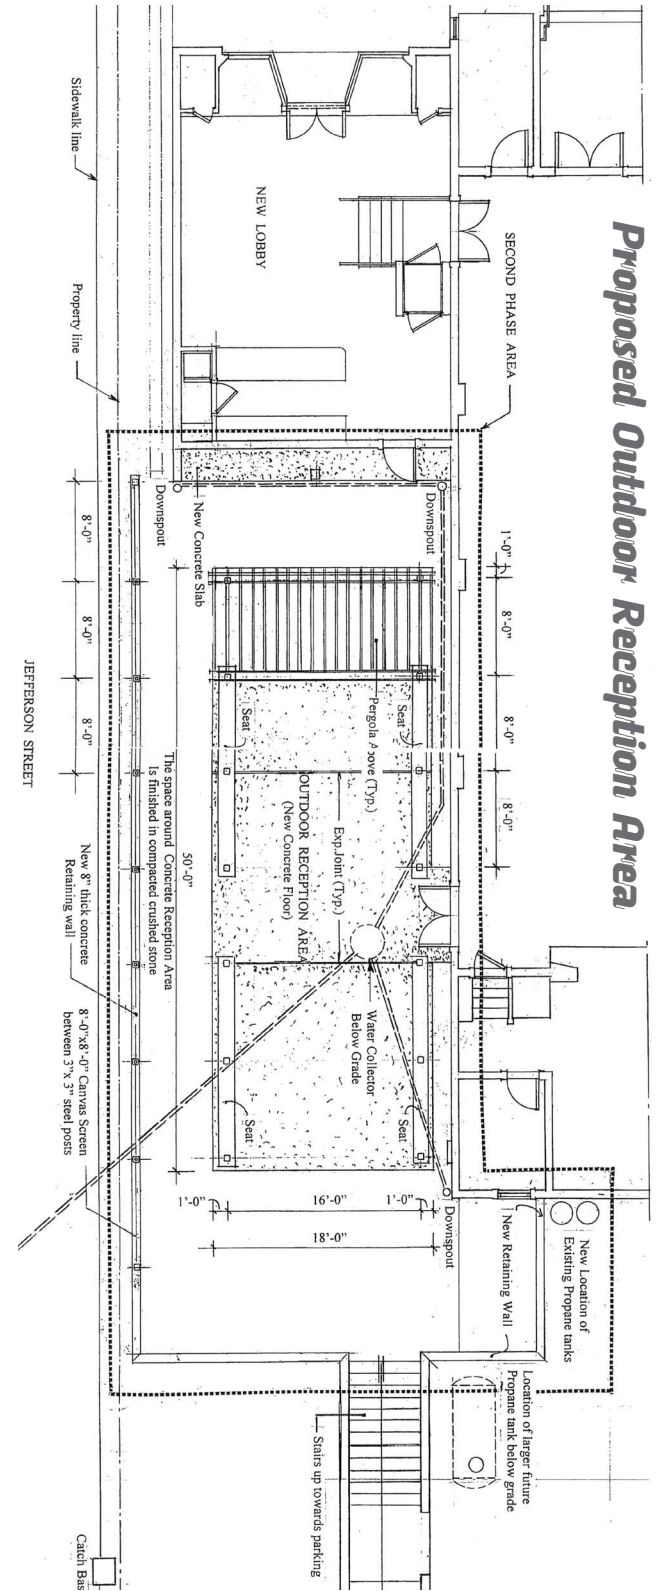 Proposed Outdoor Reception Area
SECOND PHASE AREA
NEW LOBBY
Sidewalk line
Property line
Downspout
Downspout
New Concrete Slab
1'-0"
8'-0"
8'-0"
8'-0"
8'-0"
8'-0"
8'-0"
Pergola Above (Typ.)
Seat
Seat
Exp.Joint (Typ.)
OUTDOOR RECEPTION AREA
(New Concrete Floor)
50'-0"
The space around Concrete Reception Area
Is finished in compacted crushed stone
JEFFERSON STREET
New 8" thick concrete
Retaining wall
8'-0"x8'-0" Canvas Screen
between 3"x 3" steel posts
Water Collector
Below Grade
Seat
Seat
1'-0"
16'-0"
1'-0"
18'-0"
Downspout
New Retaining Wall
New Location of
Existing Propane tanks
Location of larger future
Propane tank below grade
Stairs up towards parking
Catch Bas